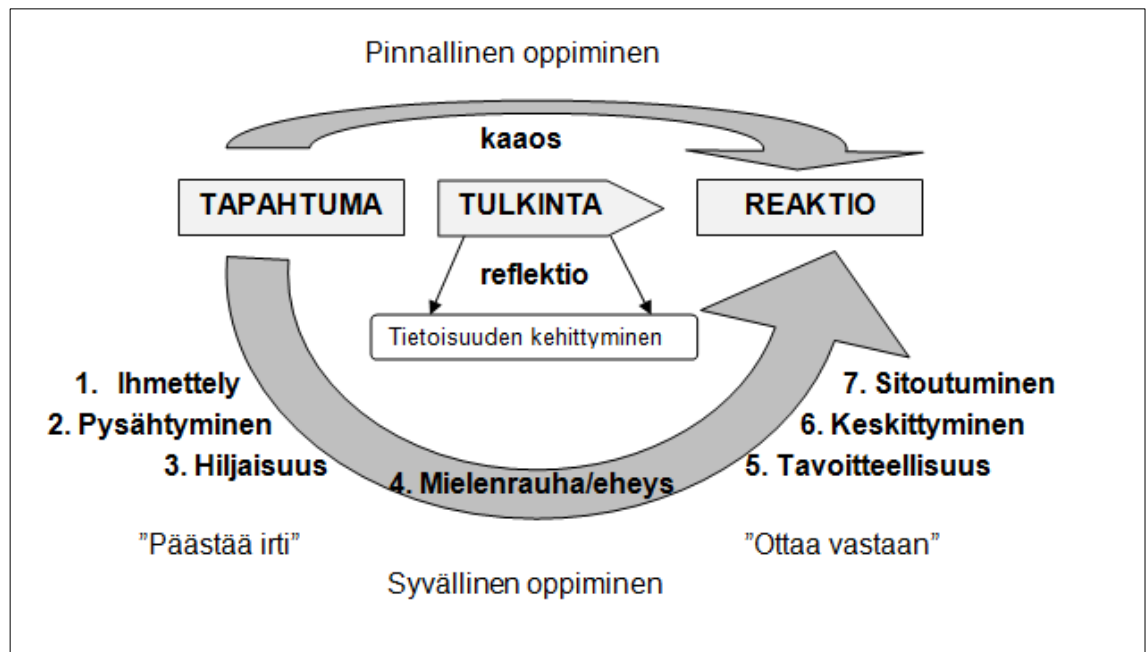 Pinnallinen oppiminen
kaaos
TAPAHTUMA
TULKINTA
REAKTIO
reflektio
Tietoisuuden kehittyminen
1. Ihmettely
2. Pysähtyminen
3. Hiljaisuus
4. Mielenrauha/eheys
7. Sitoutuminen
6. Keskittyminen
5. Tavoitteellisuus
”Päästää irti”
”Ottaa vastaan”
Syvällinen oppiminen